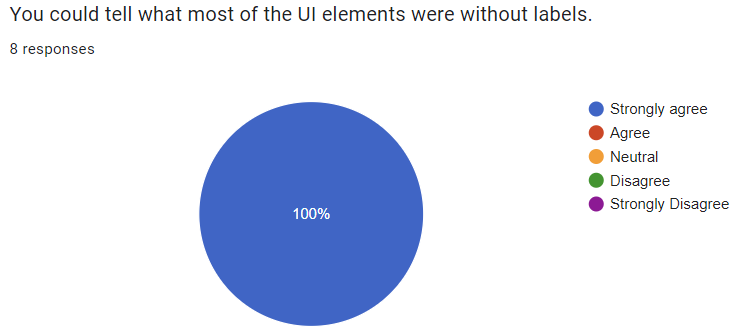 You could tell what most of the UI elements were without labels.
8 responses
Strongly agree
Agree
Neutral
Disagree
Strongly Disagree
100%